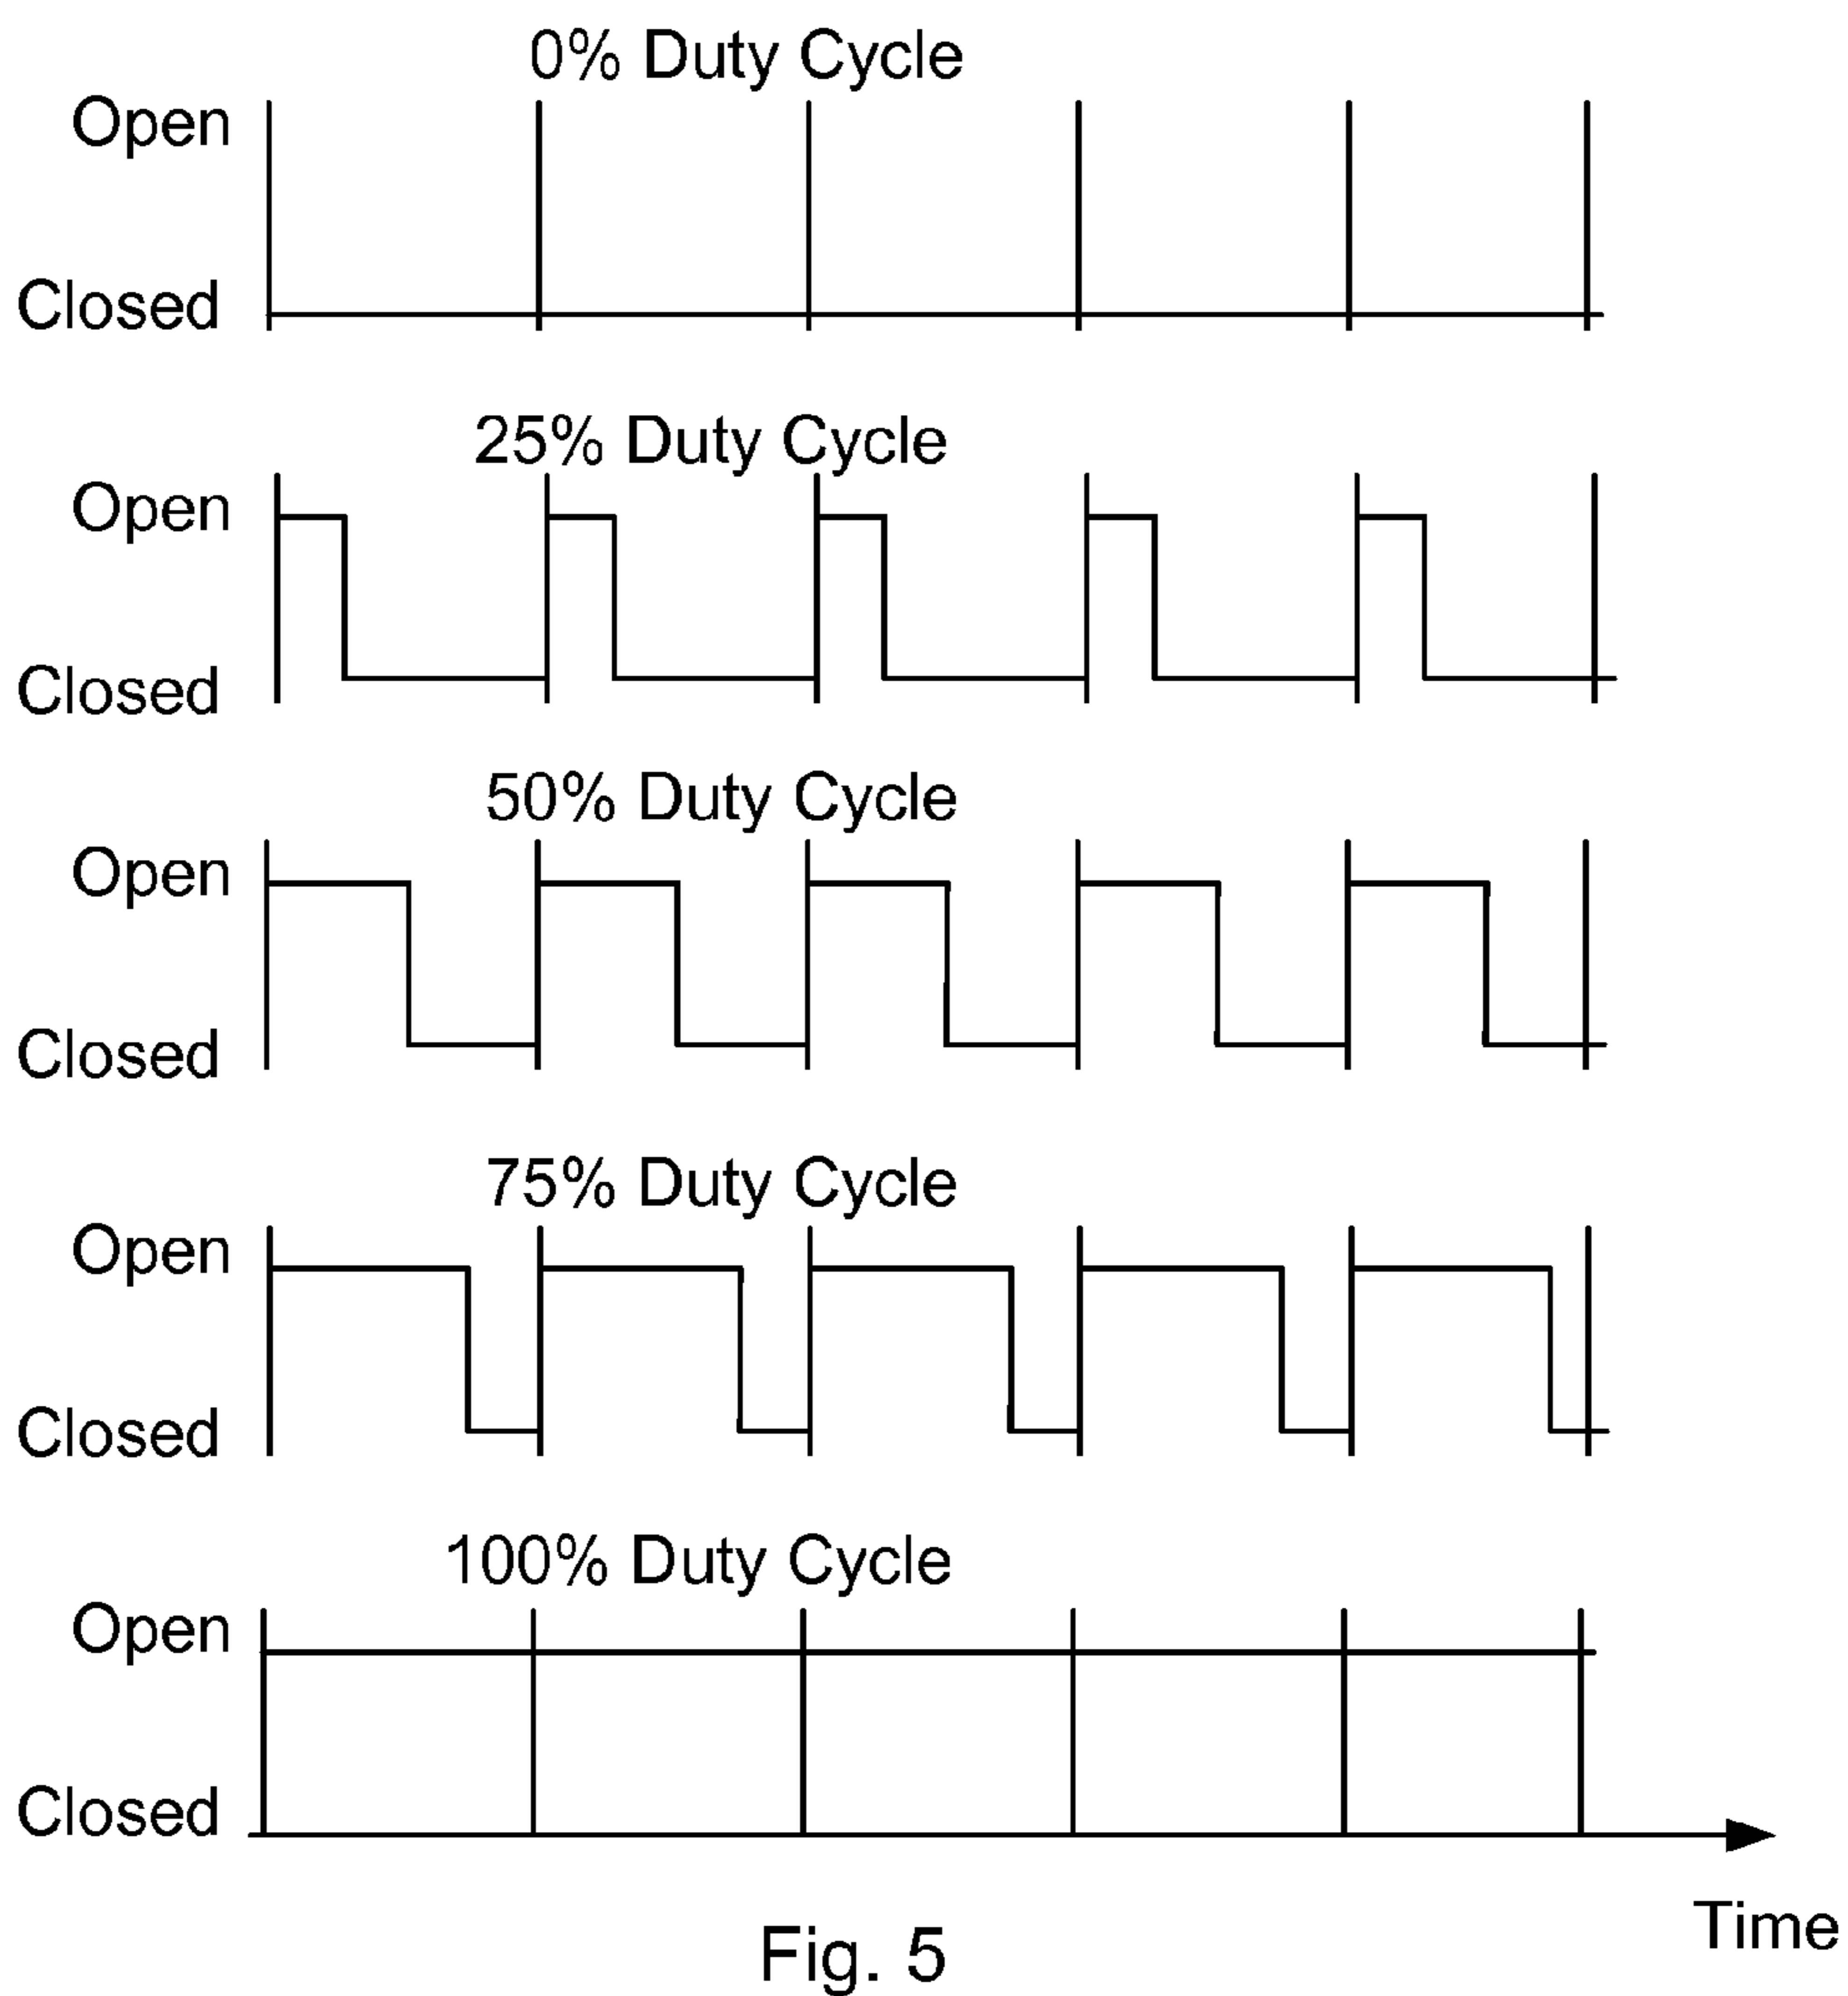 0% Duty Cycle
Open
Closed
25% Duty Cycle
Open
Closed
50% Duty Cycle
Open
Closed
75% Duty Cycle
Open
Closed
100% Duty Cycle
Open
Closed
Time
Fig. 5